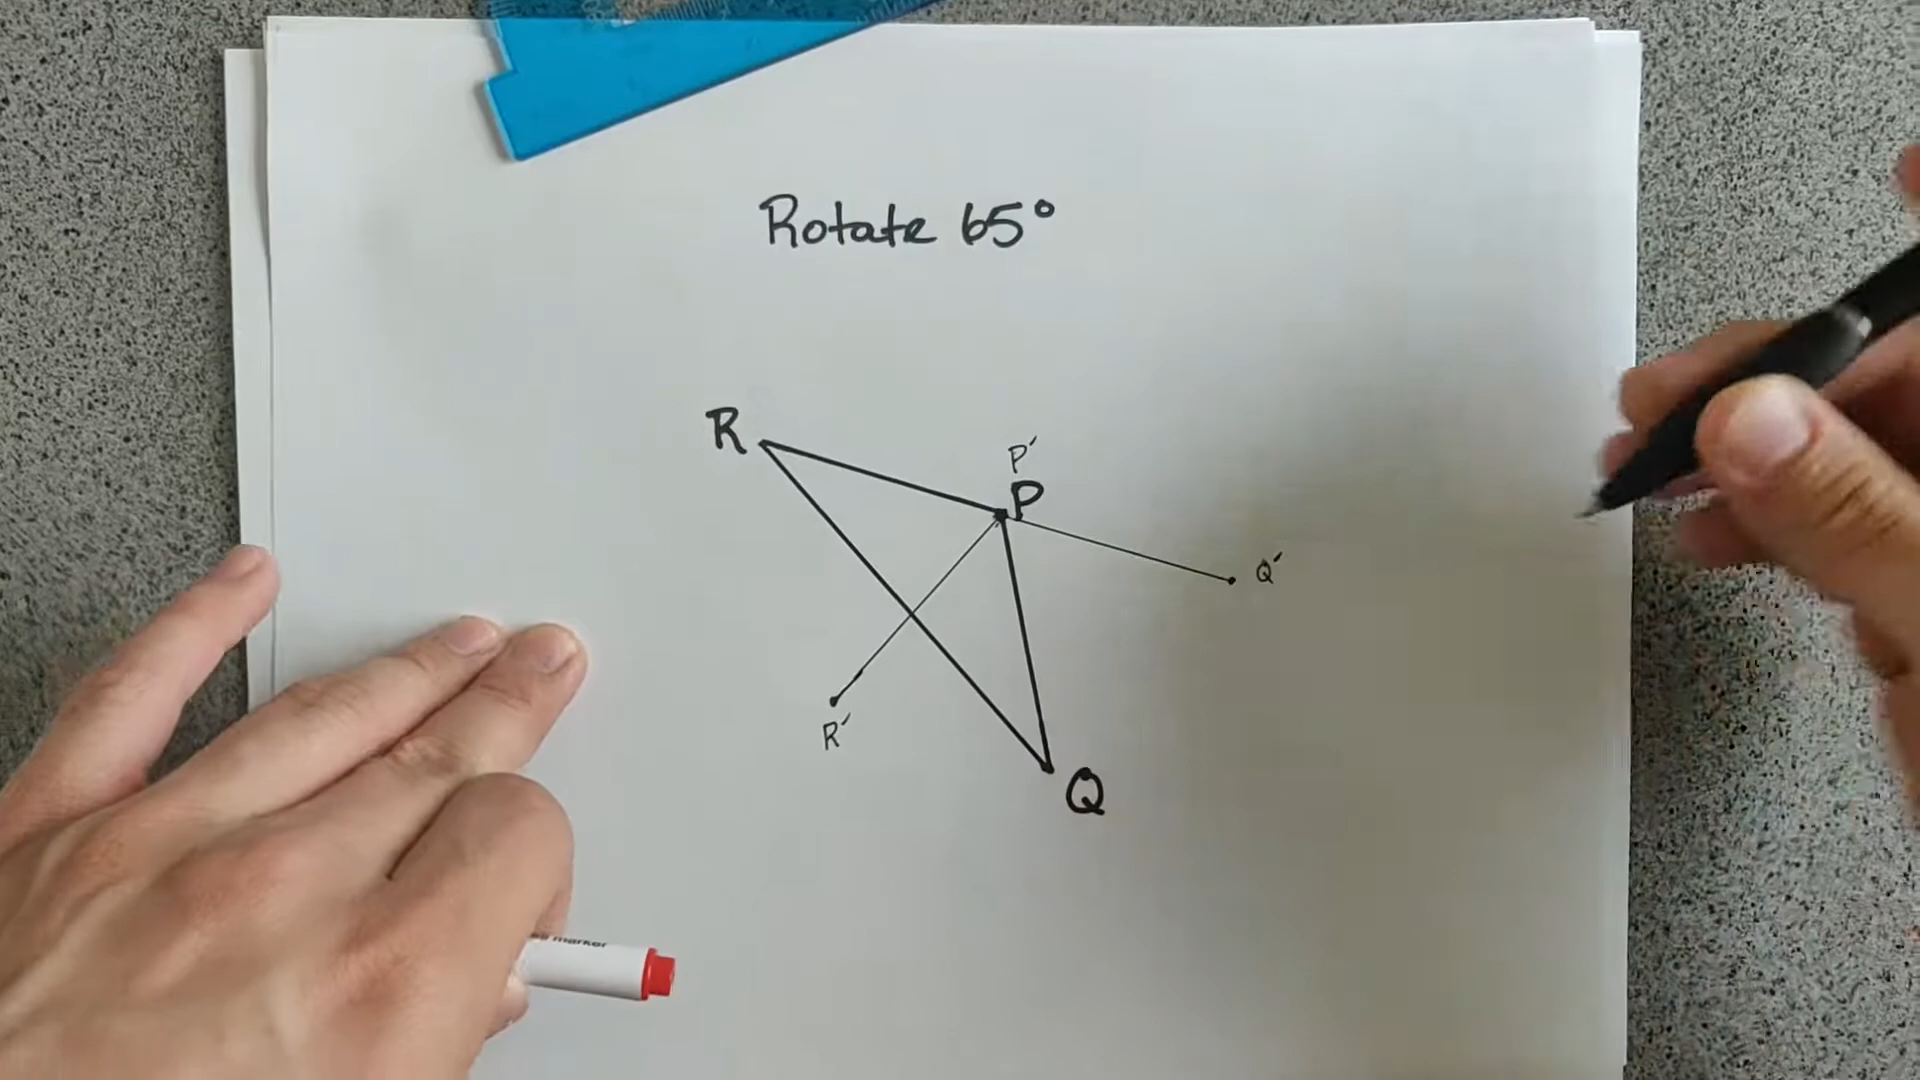 Rotate 65°
R
P′
P
Q′
R′
Q
marker